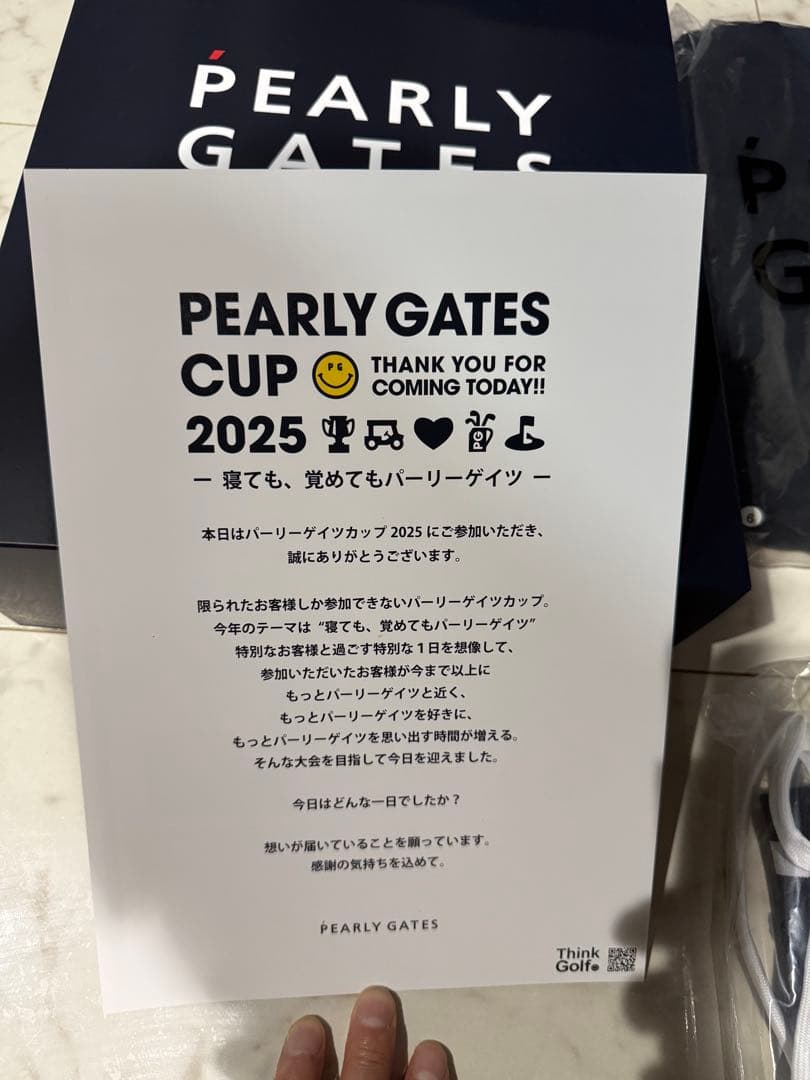 PEARLY
GATES
PEARLY GATES
CUP PG THANK YOU FOR
COMING TODAY!!
2025 PG
ー 寝ても、覚めてもパーリーゲイツ ー
本日はパーリーゲイツカップ 2025 にご参加いただき、
誠にありがとうございます。
限られたお客様しか参加できないパーリーゲイツカップ。
今年のテーマは “寝ても、覚めてもパーリーゲイツ”
特別なお客様と過ごす特別な 1 日を想像して、
参加いただいたお客様が今まで以上に
もっとパーリーゲイツと近く、
もっとパーリーゲイツを好きに、
もっとパーリーゲイツを思い出す時間が増える。
そんな大会を目指して今日を迎えました。
今日はどんな一日でしたか？
想いが届いていることを願っています。
感謝の気持ちを込めて。
PEARLY GATES
Think
Golf.
P
G
6